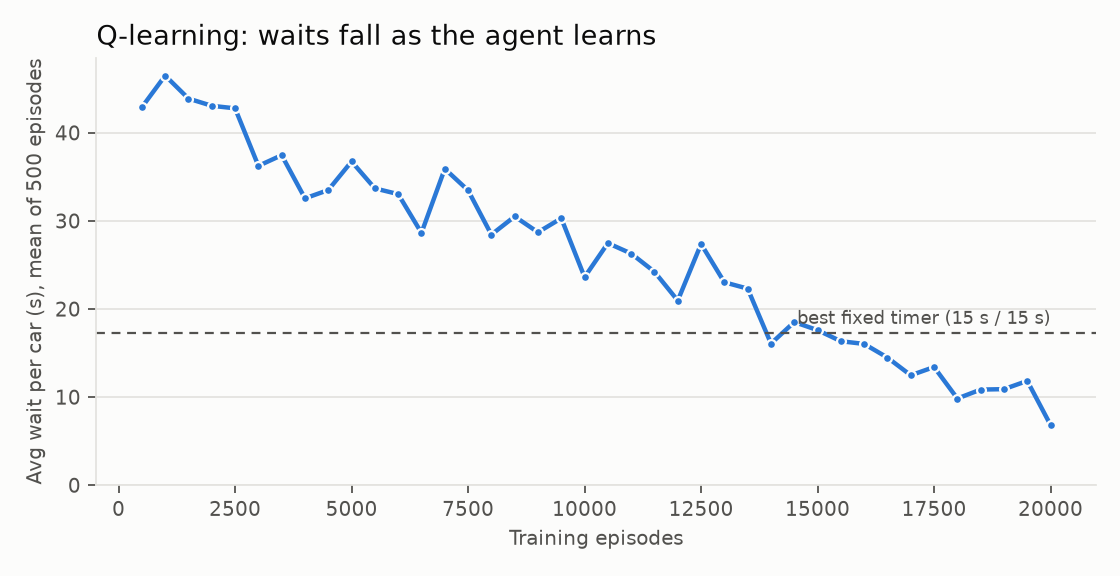 Q-learning: waits fall as the agent learns
Avg wait per car (s), mean of 500 episodes
40
30
20
10
0
best fixed timer (15 s / 15 s)
0 2500 5000 7500 10000 12500 15000 17500 20000
Training episodes